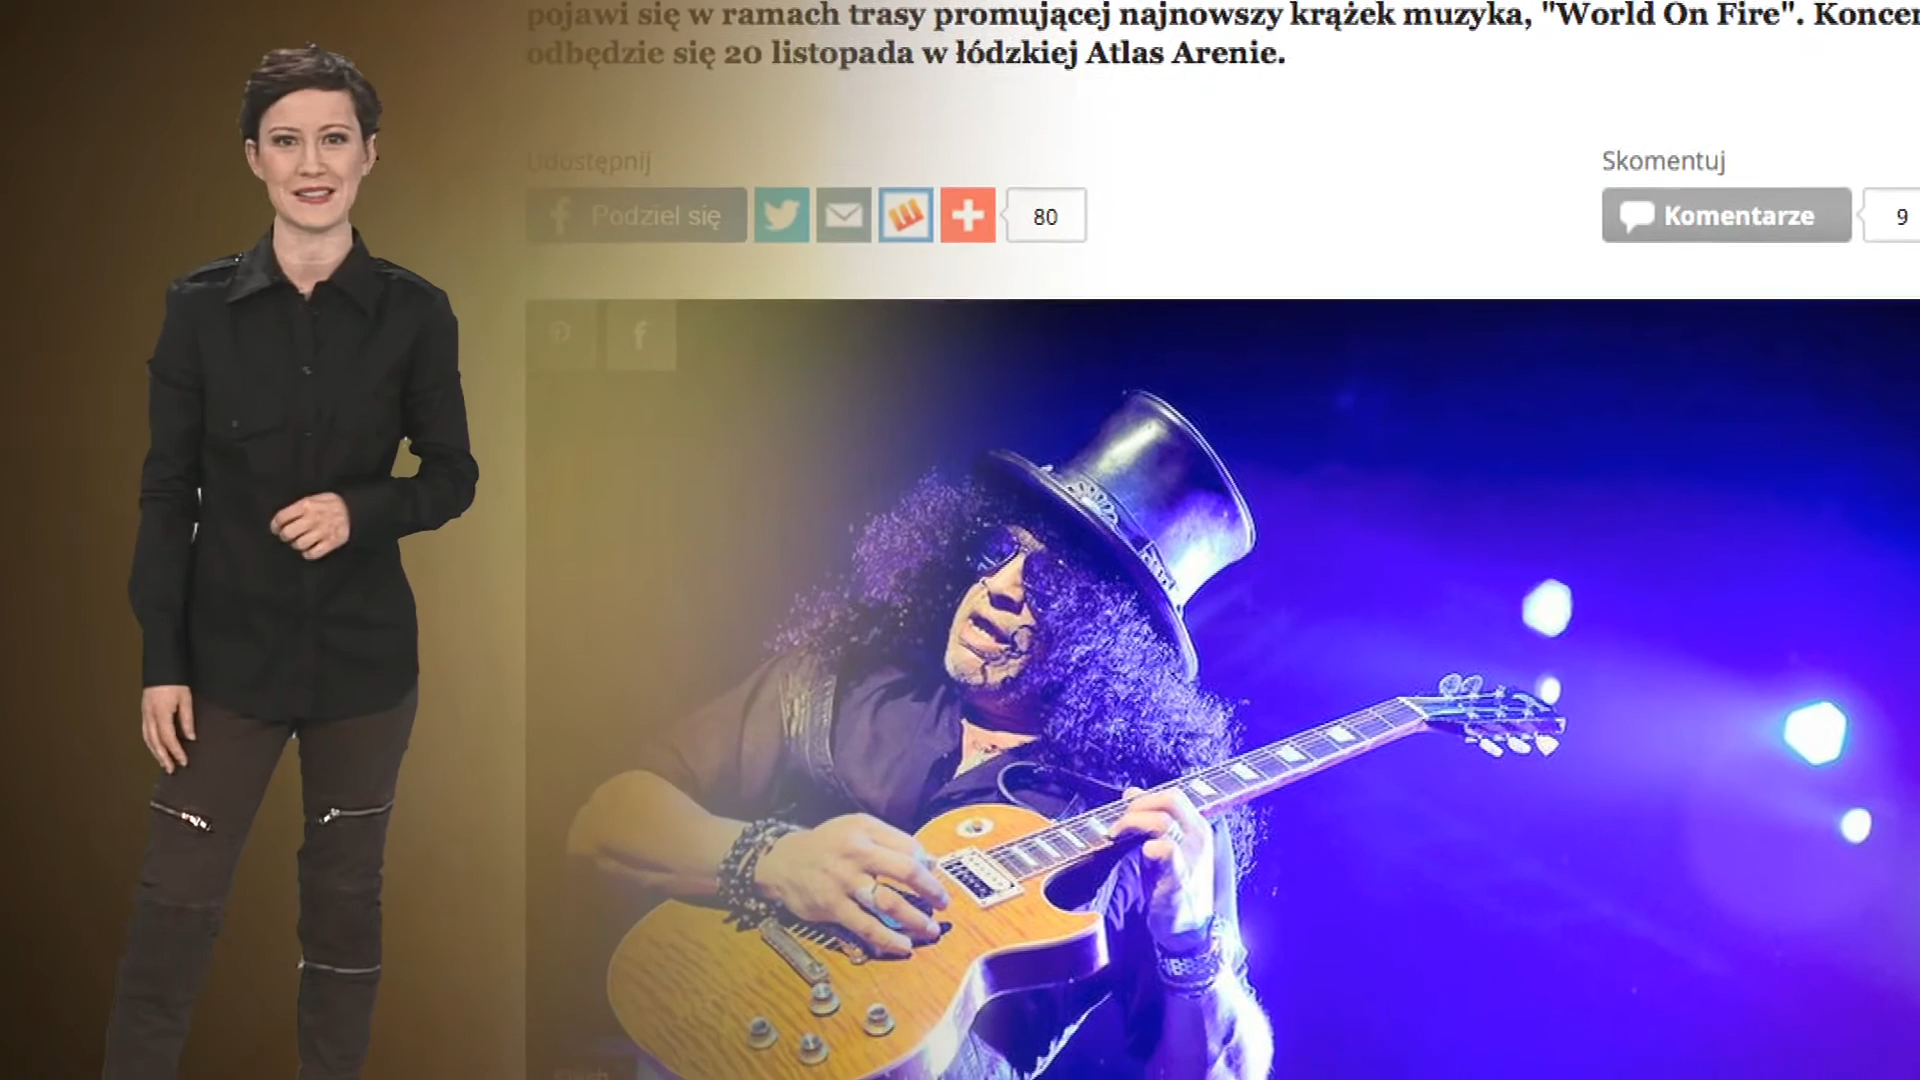 pojawi się w ramach trasy promującej najnowszy krążek muzyka, "World On Fire". Koncer
odbędzie się 20 listopada w łódzkiej Atlas Arenie.
Udostępnij
Skomentuj
Podziel się
80
Komentarze
9